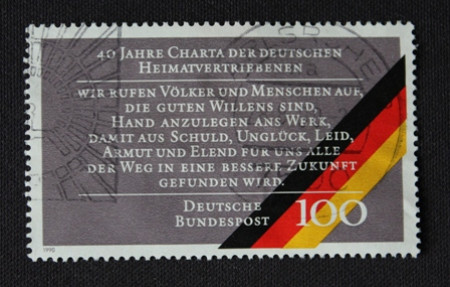 40 JAHRE CHARTA DER DEUTSCHEN
HEIMATVERTRIEBENEN
WIR RUFEN VÖLKER UND MENSCHEN AUF,
DIE GUTEN WILLENS SIND,
HAND ANZULEGEN ANS WERK,
DAMIT AUS SCHULD, UNGLÜCK, LEID,
ARMUT UND ELEND FÜR UNS ALLE
DER WEG IN EINE BESSERE ZUKUNFT
GEFUNDEN WIRD.
DEUTSCHE
BUNDESPOST 100
1990